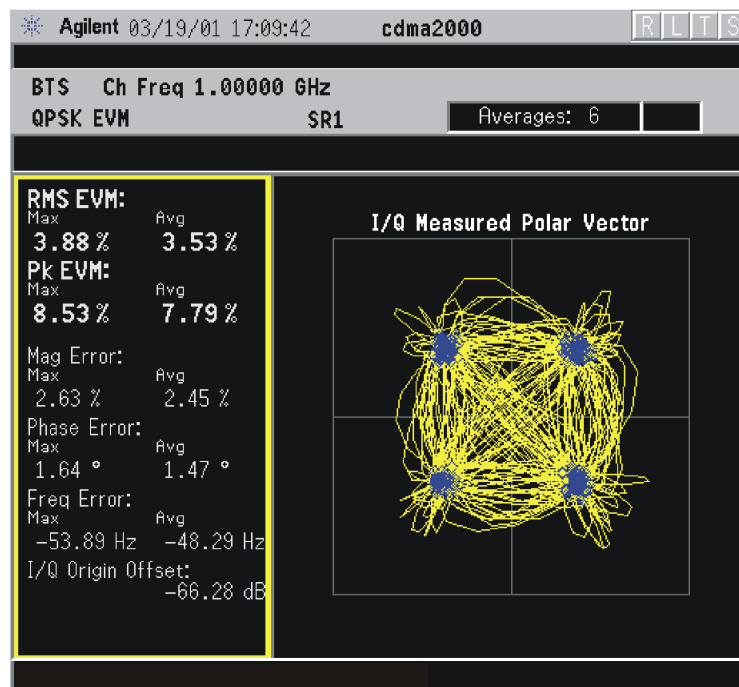 Agilent 03/19/01 17:09:42 cdma2000 R L T S
BTS Ch Freq 1.00000 GHz
QPSK EVM SR1 Averages: 6
RMS EVM:
Max Avg
3.88 % 3.53 %
Pk EVM:
Max Avg
8.53 % 7.79 %
Mag Error:
Max Avg
2.63 % 2.45 %
Phase Error:
Max Avg
1.64 ° 1.47 °
Freq Error:
Max Avg
-53.89 Hz -48.29 Hz
I/Q Origin Offset:
-66.28 dB
I/Q Measured Polar Vector